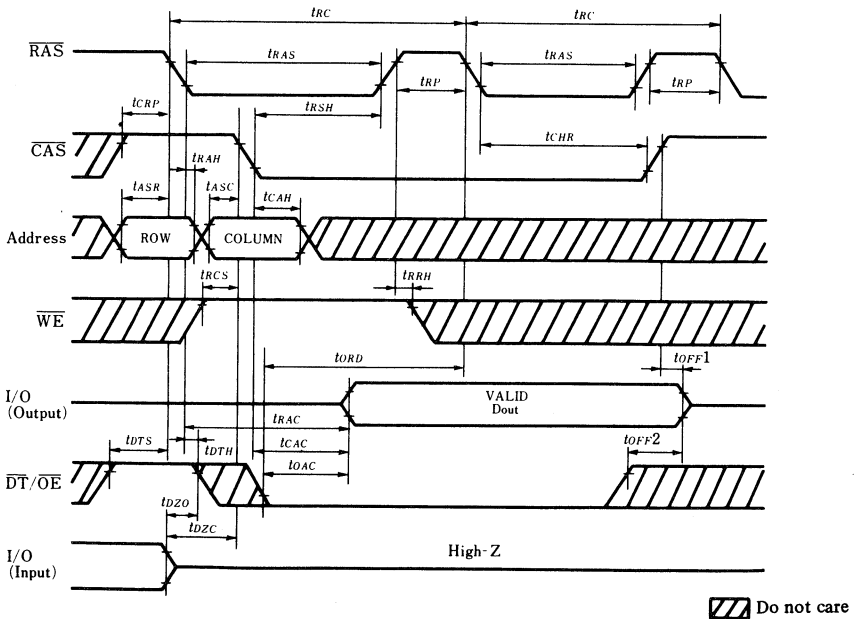 tRC tRC
RAS tRAS tRAS
tRP tRP
tCRP tRSH
CAS tCHR
tRAH
tASR tASC tCAH
Address ROW COLUMN
tRCS tRRH
WE
tORD tOFF1
I/O
(Output) VALID
Dout
tRAC
tDTS tDTH tCAC tOFF2
tOAC
DT/OE
tDZO
tDZC
I/O
(Input) High-Z
Do not care